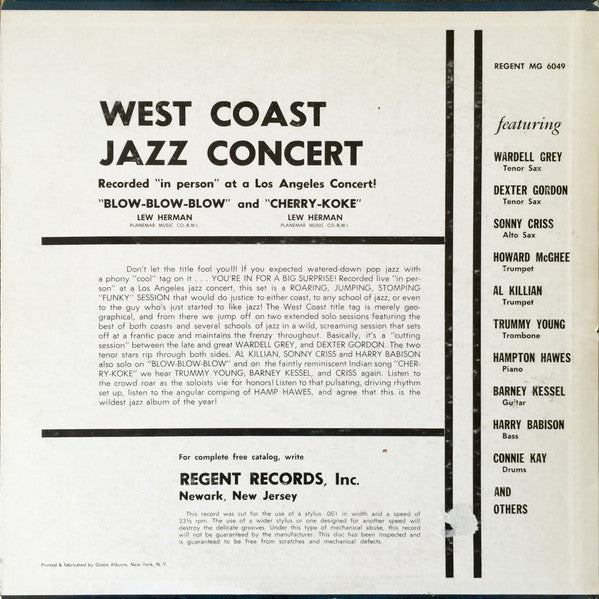 REGENT MG 6049
WEST COAST
JAZZ CONCERT
Recorded "in person" at a Los Angeles Concert!
"BLOW-BLOW-BLOW" and "CHERRY-KOKE"
LEW HERMAN LEW HERMAN
PLANEMAR MUSIC CO.-B.M.I. PLANEMAR MUSIC CO.-B.M.I.
Don't let the title fool you!!! If you expected watered-down pop jazz with
a phony "cool" tag on it . . . YOU'RE IN FOR A BIG SURPRISE! Recorded live "in per-
son" at a Los Angeles jazz concert, this set is a ROARING, JUMPING, STOMPING
"FUNKY" SESSION that would do justice to either coast, to any school of jazz, or even
to the guy who's just started to like jazz! The West Coast title tag is merely geo-
graphical, and from there we jump off on two extended solo sessions featuring the
best of both coasts and several schools of jazz in a wild, screaming session that sets
off at a frantic pace and maintains the frenzy throughout. Basically, it's a "cutting
session" between the late and great WARDELL GREY, and DEXTER GORDON. The two
tenor stars rip through both sides. AL KILLIAN, SONNY CRISS and HARRY BABISON
also solo on "BLOW-BLOW-BLOW" and on the faintly reminiscent Indian song "CHER-
RY-KOKE" we hear TRUMMY YOUNG, BARNEY KESSEL, and CRISS again. Listen to
the crowd roar as the soloists vie for honors! Listen to that pulsating, driving rhythm
set up, listen to the angular comping of HAMP HAWES, and agree that this is the
wildest jazz album of the year!
For complete free catalog, write
REGENT RECORDS, Inc.
Newark, New Jersey
This record was cut for the use of a stylus .001 in width and a speed of
33⅓ rpm. The use of a wider stylus or one designed for another speed will
destroy the delicate grooves. Under this type of mechanical abuse, this record
will not be guaranteed by the manufacturer. This disc has been inspected and
is guaranteed to be free from scratches and mechanical defects.
Printed & fabricated by Globe Albums, New York, N. Y.
featuring
WARDELL GREY
Tenor Sax
DEXTER GORDON
Tenor Sax
SONNY CRISS
Alto Sax
HOWARD McGHEE
Trumpet
AL KILLIAN
Trumpet
TRUMMY YOUNG
Trombone
HAMPTON HAWES
Piano
BARNEY KESSEL
Guitar
HARRY BABISON
Bass
CONNIE KAY
Drums
AND
OTHERS